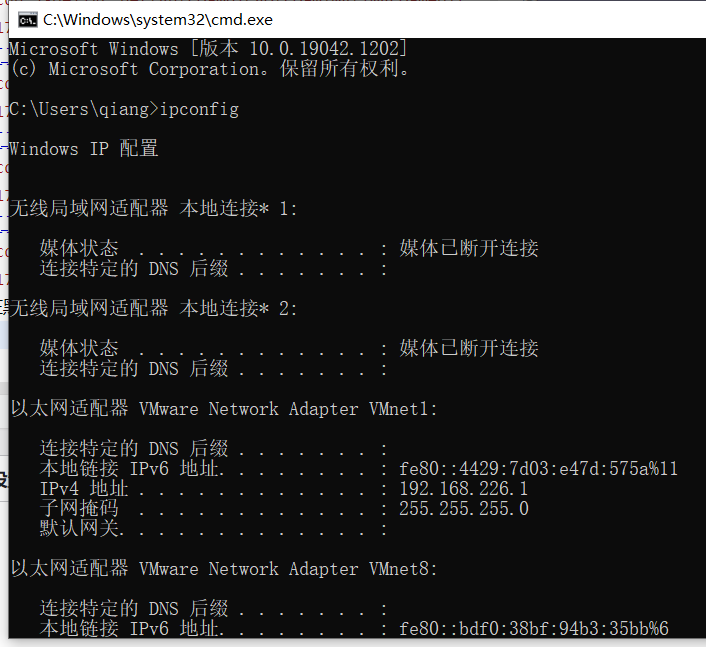 C:\Windows\system32\cmd.exe
Microsoft Windows [版本 10.0.19042.1202]
(c) Microsoft Corporation。保留所有权利。
C:\Users\qiang>ipconfig
Windows IP 配置
无线局域网适配器 本地连接* 1:
媒体状态 . . . . . . . . . . . . : 媒体已断开连接
连接特定的 DNS 后缀 . . . . . . . :
无线局域网适配器 本地连接* 2:
媒体状态 . . . . . . . . . . . . : 媒体已断开连接
连接特定的 DNS 后缀 . . . . . . . :
以太网适配器 VMware Network Adapter VMnet1:
连接特定的 DNS 后缀 . . . . . . . :
本地链接 IPv6 地址. . . . . . . . : fe80::4429:7d03:e47d:575a%11
IPv4 地址 . . . . . . . . . . . . : 192.168.226.1
子网掩码 . . . . . . . . . . . . : 255.255.255.0
默认网关. . . . . . . . . . . . . :
以太网适配器 VMware Network Adapter VMnet8:
连接特定的 DNS 后缀 . . . . . . . :
本地链接 IPv6 地址. . . . . . . . : fe80::bdf0:38bf:94b3:35bb%6